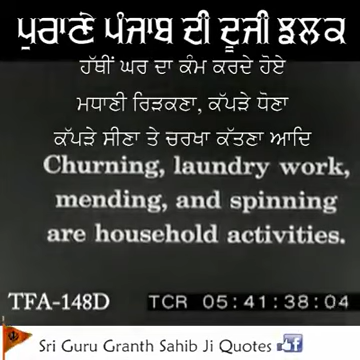 ਪੁਰਾਣੇ ਪੰਜਾਬ ਦੀ ਦੂਜੀ ਝਲਕ
ਹੱਥੀਂ ਘਰ ਦਾ ਕੰਮ ਕਰਦੇ ਹੋਏ
ਮਧਾਣੀ ਰਿੜਕਣਾ, ਕੱਪੜੇ ਧੋਣਾ
ਕੱਪੜੇ ਸੀਣਾ ਤੇ ਚਰਖਾ ਕੱਤਣਾ ਆਦਿ
Churning, laundry work,
mending, and spinning
are household activities.
TFA-148D TCR 05:41:38:04
Sri Guru Granth Sahib Ji Quotes